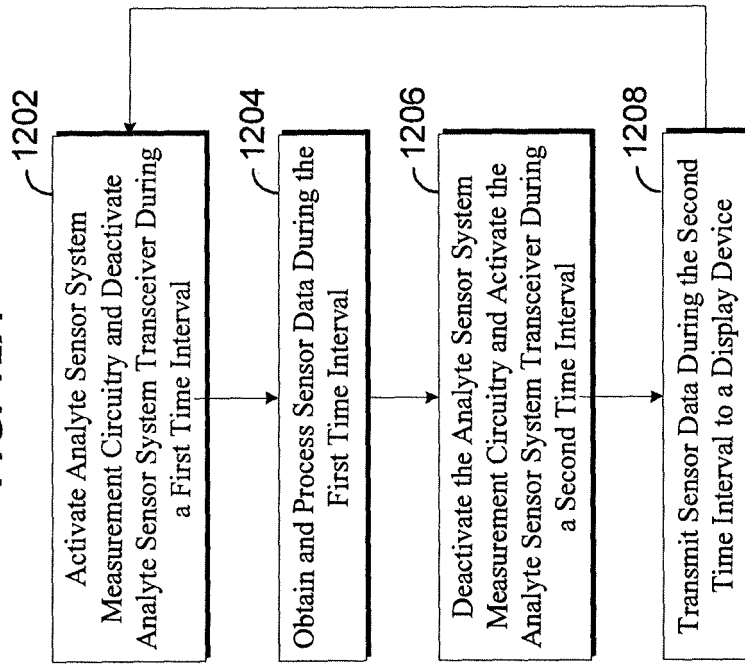 1202
Activate Analyte Sensor System
Measurement Circuitry and Deactivate
Analyte Sensor System Transceiver During
a First Time Interval
1204
Obtain and Process Sensor Data During the
First Time Interval
1206
Deactivate the Analyte Sensor System
Measurement Circuitry and Activate the
Analyte Sensor System Transceiver During
a Second Time Interval
1208
Transmit Sensor Data During the Second
Time Interval to a Display Device